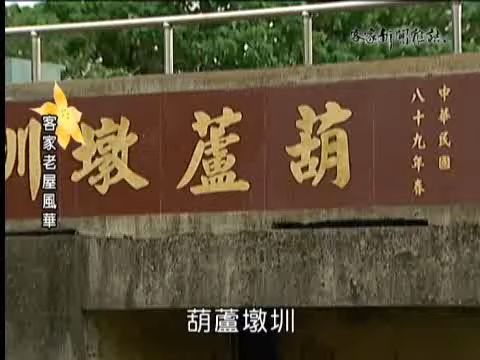 客家新聞雜誌
中華民國
八十九年春
葫蘆墩圳
客家老屋風華
葫蘆墩圳